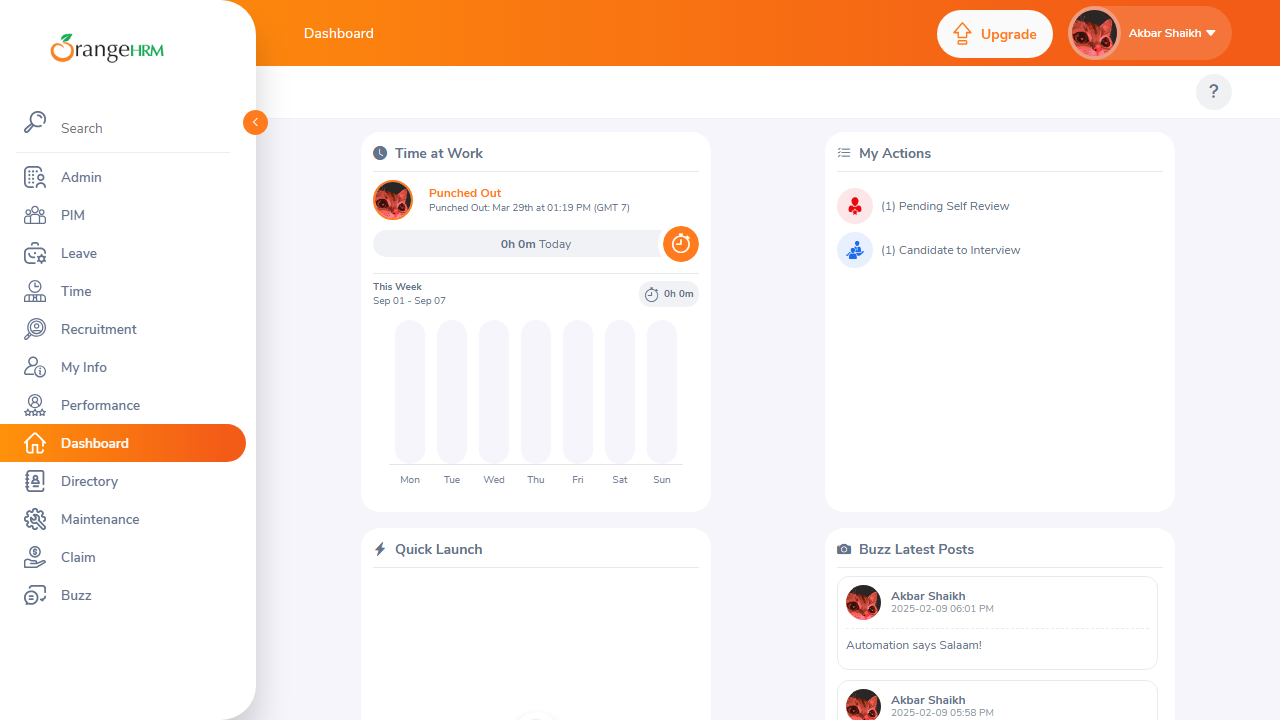 OrangeHRM
Dashboard
Upgrade
Akbar Shaikh
?
Search
Admin
PIM
Leave
Time
Recruitment
My Info
Performance
Dashboard
Directory
Maintenance
Claim
Buzz
Time at Work
Punched Out
Punched Out: Mar 29th at 01:19 PM (GMT 7)
0h 0m Today
This Week
Sep 01 - Sep 07
0h 0m
Mon Tue Wed Thu Fri Sat Sun
My Actions
(1) Pending Self Review
(1) Candidate to Interview
Quick Launch
Buzz Latest Posts
Akbar Shaikh
2025-02-09 06:01 PM
Automation says Salaam!
Akbar Shaikh
2025-02-09 05:58 PM